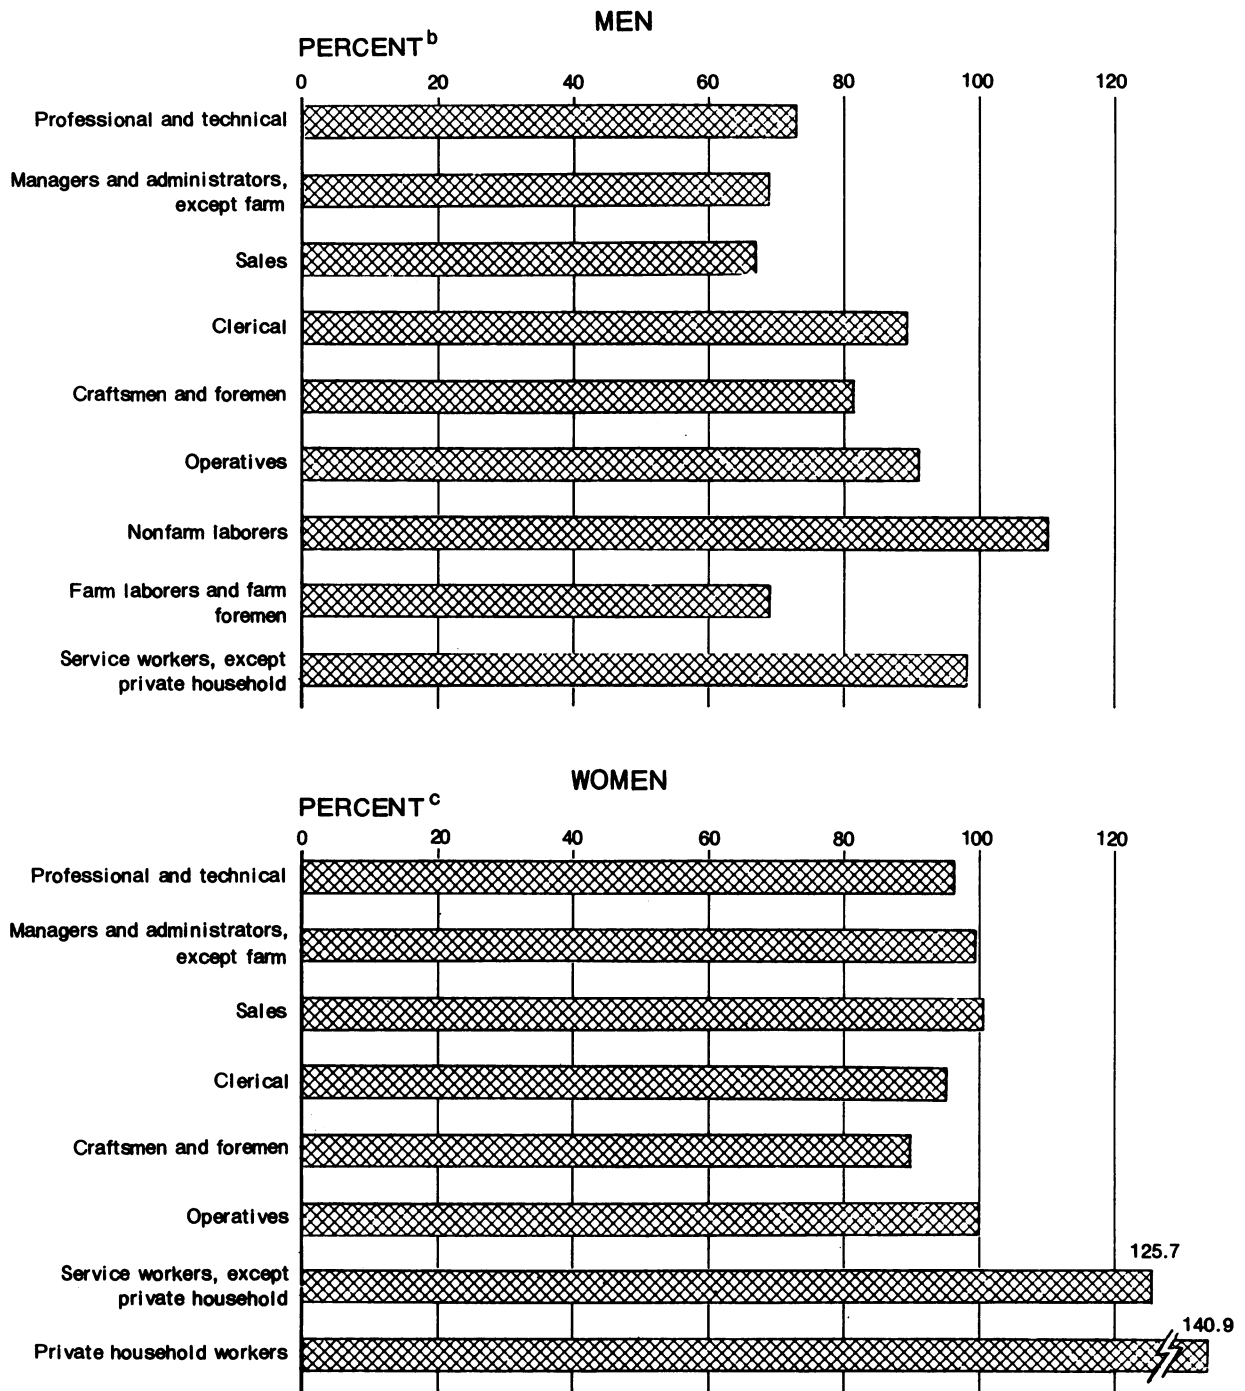 MEN
PERCENT b
0 20 40 60 80 100 120
Professional and technical
Managers and administrators,
except farm
Sales
Clerical
Craftsmen and foremen
Operatives
Nonfarm laborers
Farm laborers and farm
foremen
Service workers, except
private household
WOMEN
PERCENT c
0 20 40 60 80 100 120
Professional and technical
Managers and administrators,
except farm
Sales
Clerical
Craftsmen and foremen
Operatives
125.7
Service workers, except
private household
140.9
Private household workers